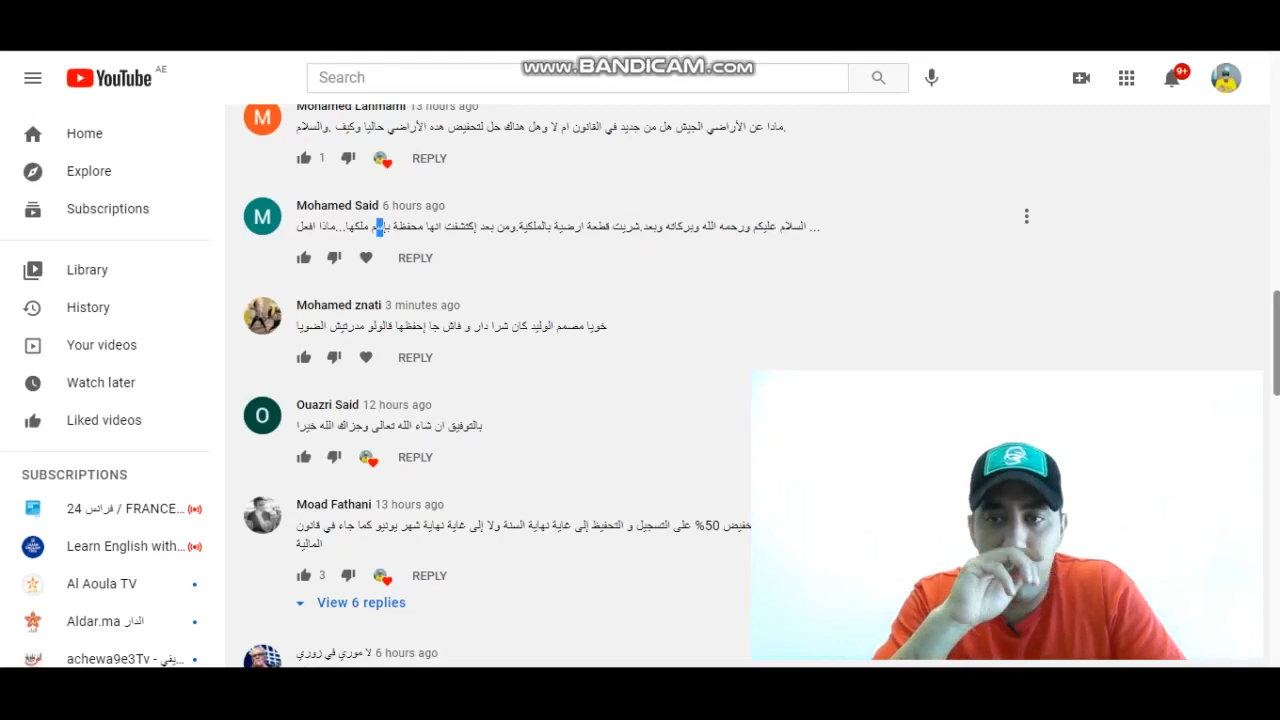 www.BANDICAM.com
YouTube AE
Search
9+
Home
Explore
Subscriptions
Library
History
Your videos
Watch later
Liked videos
SUBSCRIPTIONS
FRANCE... / فرانس 24
Learn English with...
Al Aoula TV
Aldar.ma الدار
achewa9e3Tv -
M
Mohamed Lahmami 13 hours ago
مادا عن الأراضي الجيش هل من جديد في القانون ام لا وهل هناك حل لتحفيض هده الأراضي حاليا وكيف .والسلام.
1
REPLY
M
Mohamed Said 6 hours ago
السلام عليكم ورحمه الله وبركاته وبعد.شريت قطعة ارضية بالملكية.ومن بعد إكتشفت انها محفظة ملكها...ماذا افعل ...
REPLY
Mohamed znati 3 minutes ago
خويا مصمم الوليد كان شرا دار و فاش جا إحفظها قالولو مدرتيش الضويا
REPLY
O
Ouazri Said 12 hours ago
بالتوفيق ان شاء الله تعالى وجزاك الله خيرا
REPLY
Moad Fathani 13 hours ago
خفيض 50% على التسجيل و التحفيظ إلى غاية نهاية السنة ولا إلى غاية نهاية شهر يونيو كما جاء في قانون
المالية
3
REPLY
View 6 replies
لا موري في زوري 6 hours ago